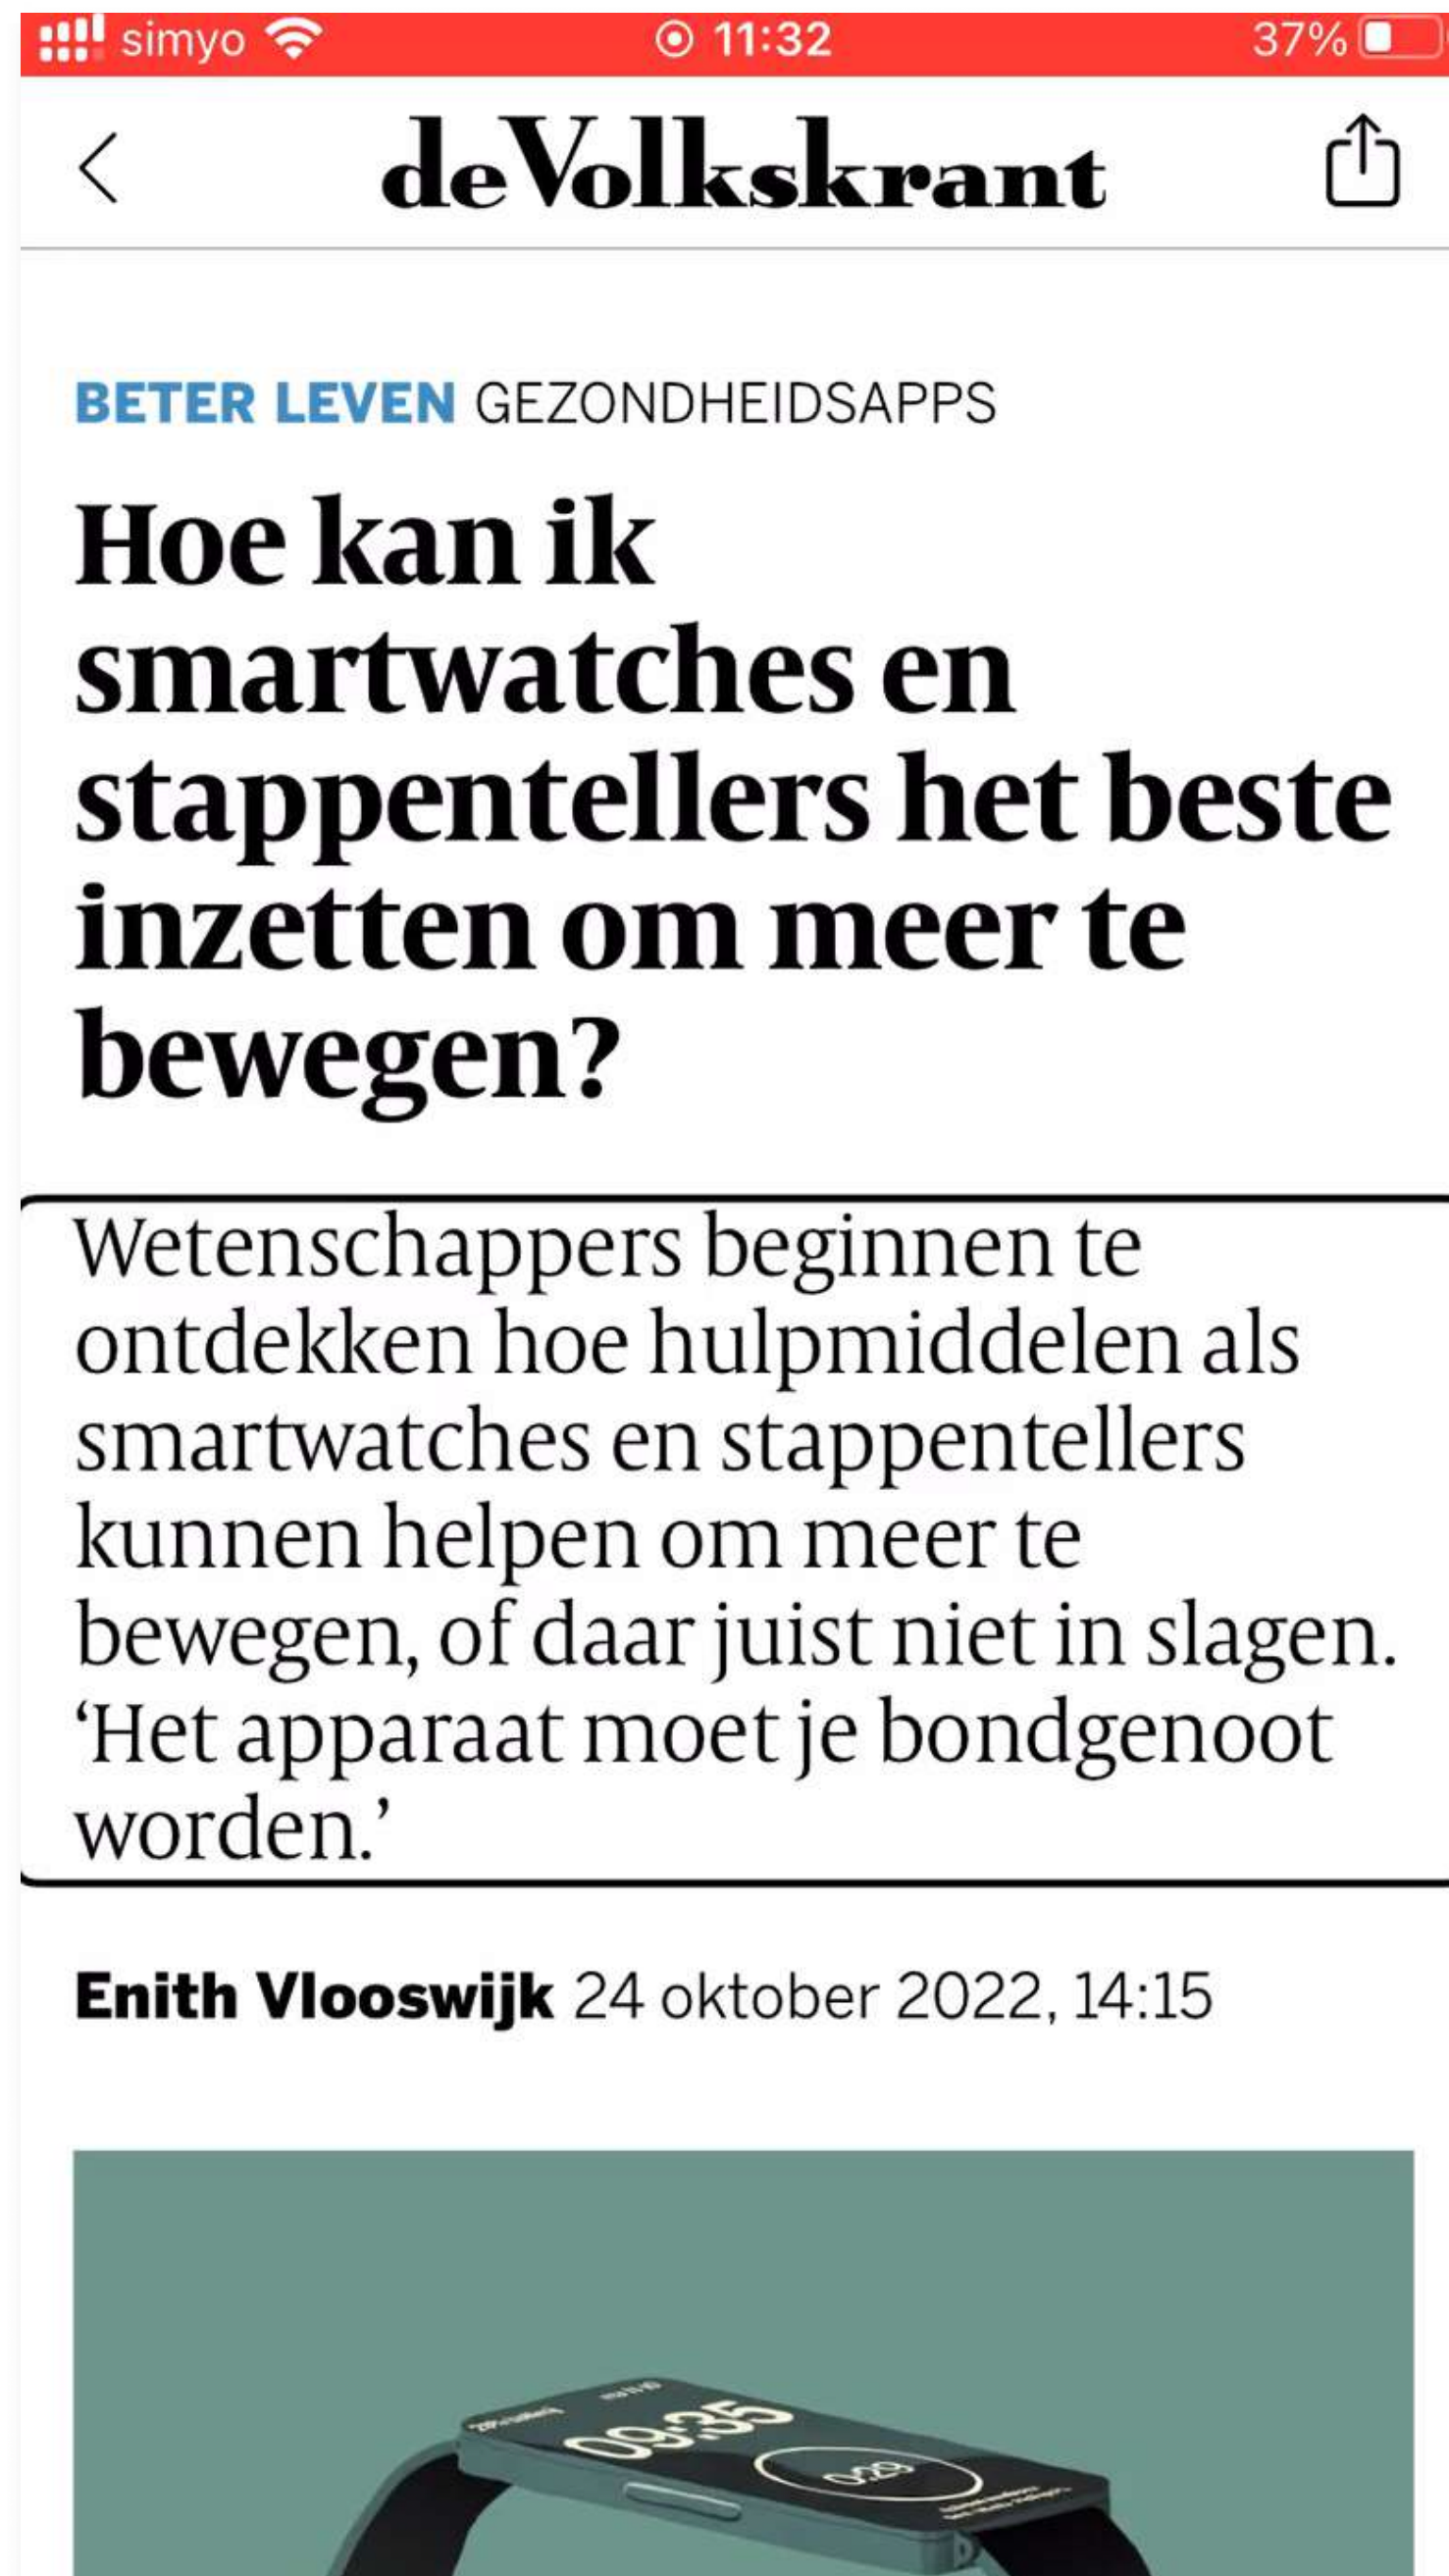 simyo 11:32 37%
deVolkskrant
BETER LEVEN GEZONDHEIDSAPPS
Hoe kan ik
smartwatches en
stappentellers het beste
inzetten om meer te
bewegen?
Wetenschappers beginnen te
ontdekken hoe hulpmiddelen als
smartwatches en stappentellers
kunnen helpen om meer te
bewegen, of daar juist niet in slagen.
‘Het apparaat moet je bondgenoot
worden.’
Enith Vlooswijk 24 oktober 2022, 14:15
09:35
0:29